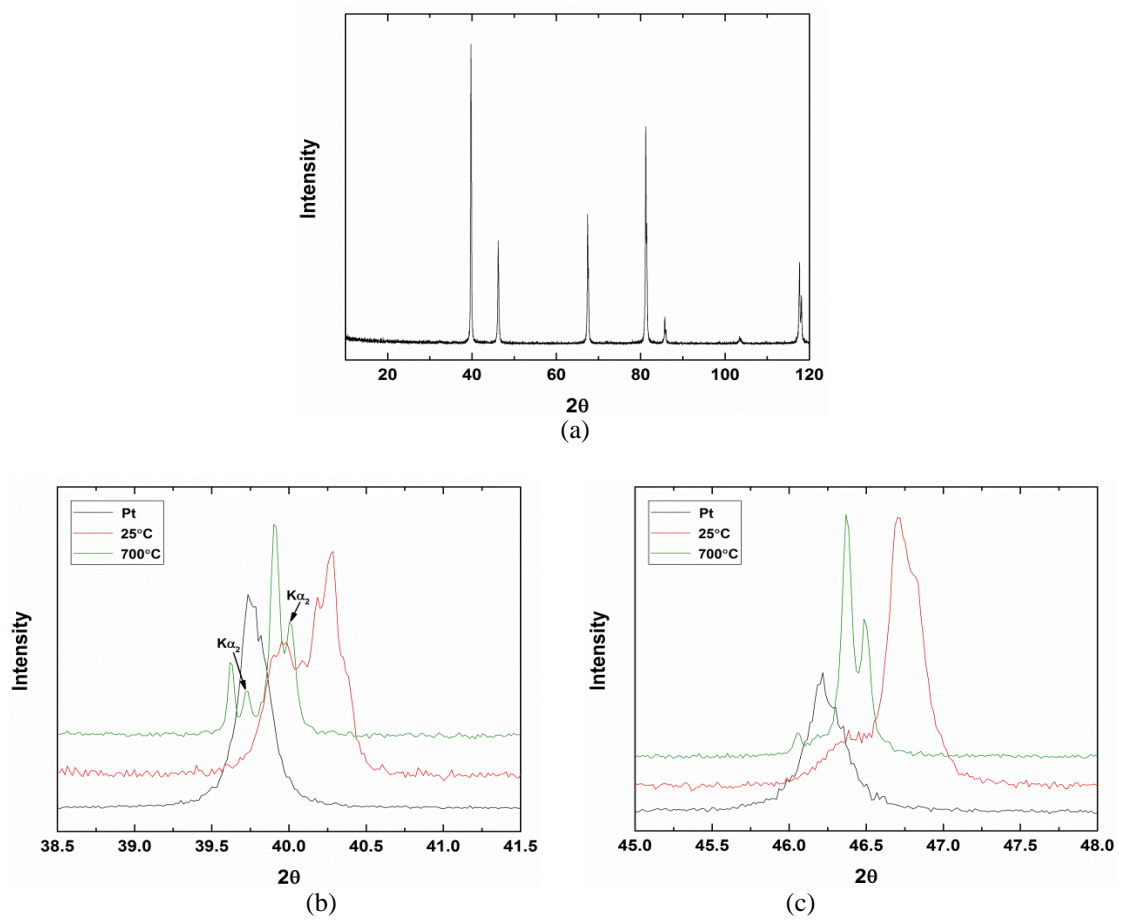 Intensity
20 40 60 80 100 120
2θ
(a)
Pt
25°C
700°C
Kα₂
Kα₂
Intensity
38.5 39.0 39.5 40.0 40.5 41.0 41.5
2θ
(b)
Pt
25°C
700°C
Intensity
45.0 45.5 46.0 46.5 47.0 47.5 48.0
2θ
(c)